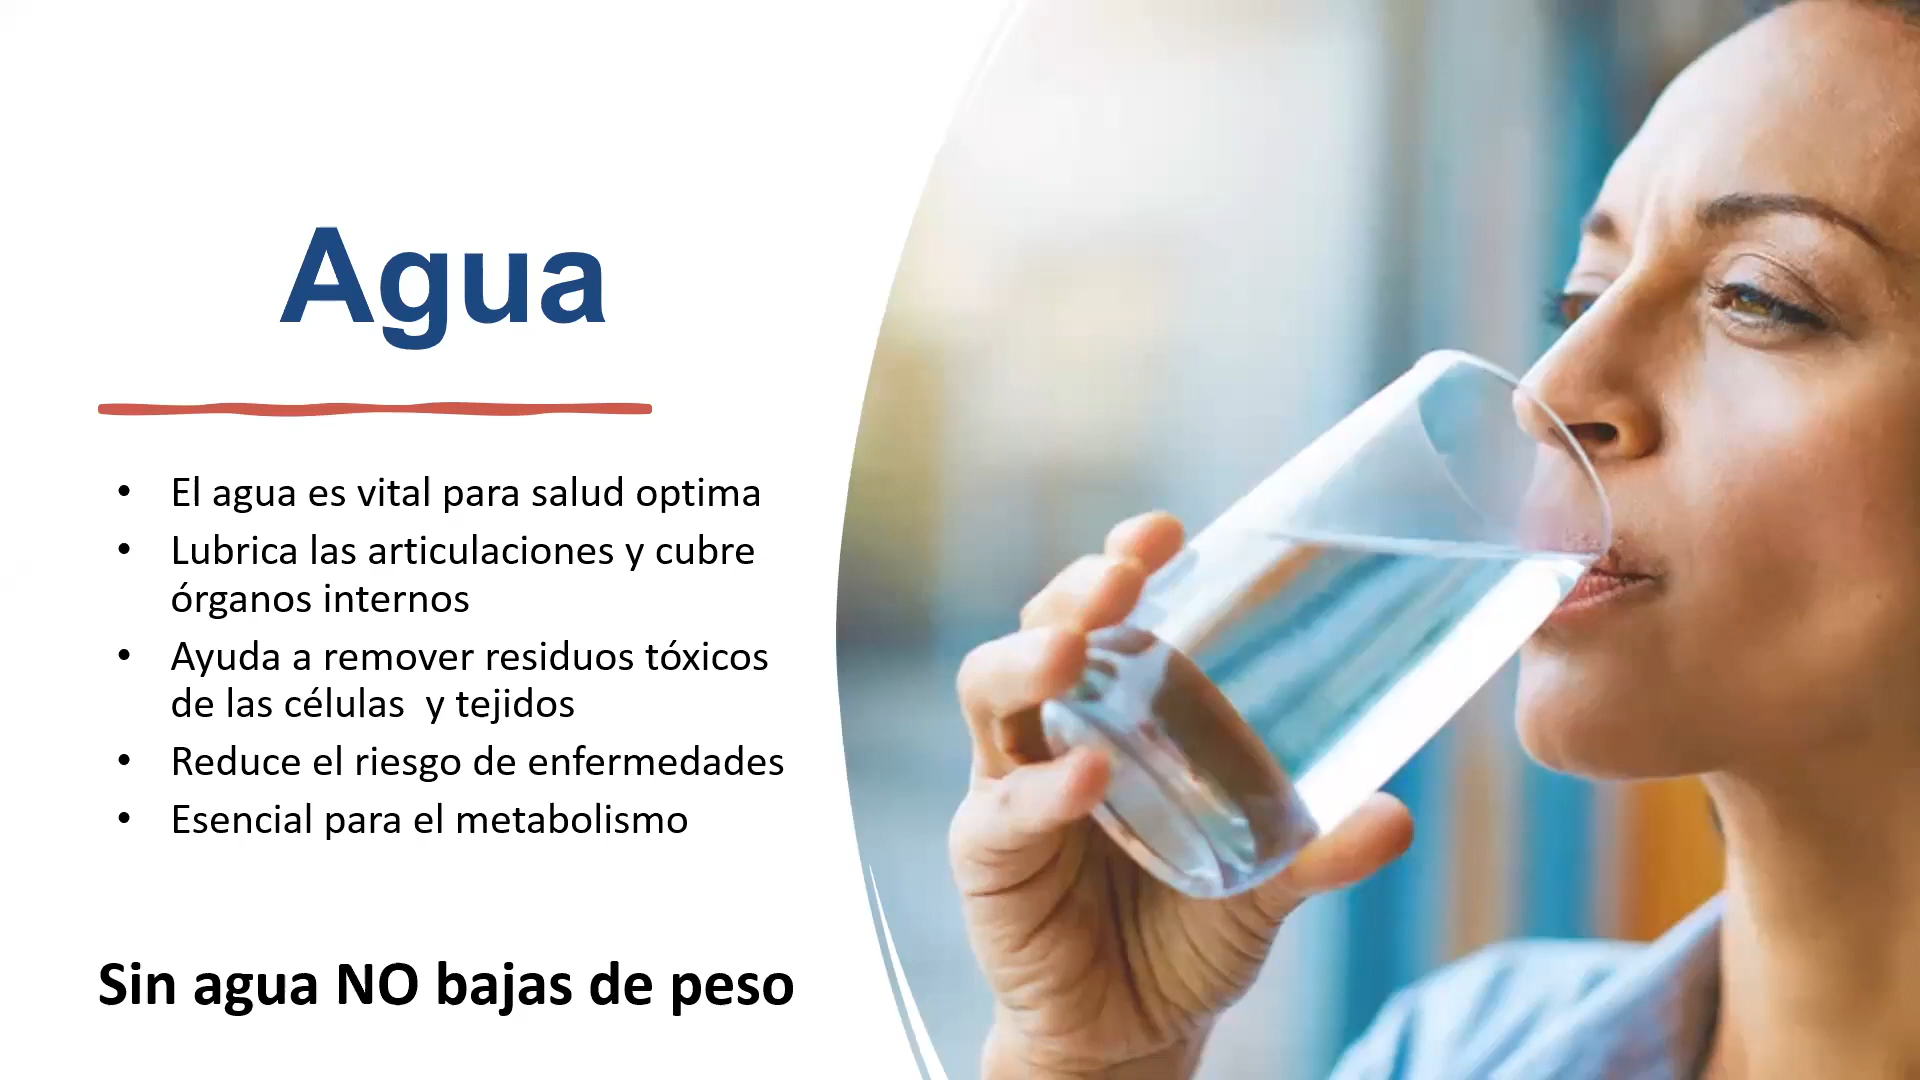 Agua
• El agua es vital para salud optima
• Lubrica las articulaciones y cubre
órganos internos
• Ayuda a remover residuos tóxicos
de las células  y tejidos
• Reduce el riesgo de enfermedades
• Esencial para el metabolismo
Sin agua NO bajas de peso